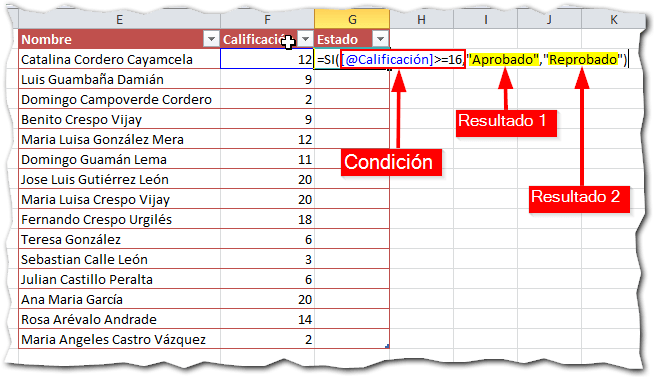 E F G H I J K
Nombre Calificación Estado
Catalina Cordero Cayamcela 12 =SI([@Calificación]>=16,"Aprobado","Reprobado")
Luis Guambaña Damián 9
Domingo Campoverde Cordero 2
Benito Crespo Vijay 9
Resultado 1
Maria Luisa González Mera 12
Domingo Guamán Lema 11
Condición
Jose Luis Gutiérrez León 20
Maria Luisa Crespo Vijay 20
Resultado 2
Fernando Crespo Urgilés 18
Teresa González 6
Sebastian Calle León 3
Julian Castillo Peralta 6
Ana Maria García 20
Rosa Arévalo Andrade 14
Maria Angeles Castro Vázquez 2